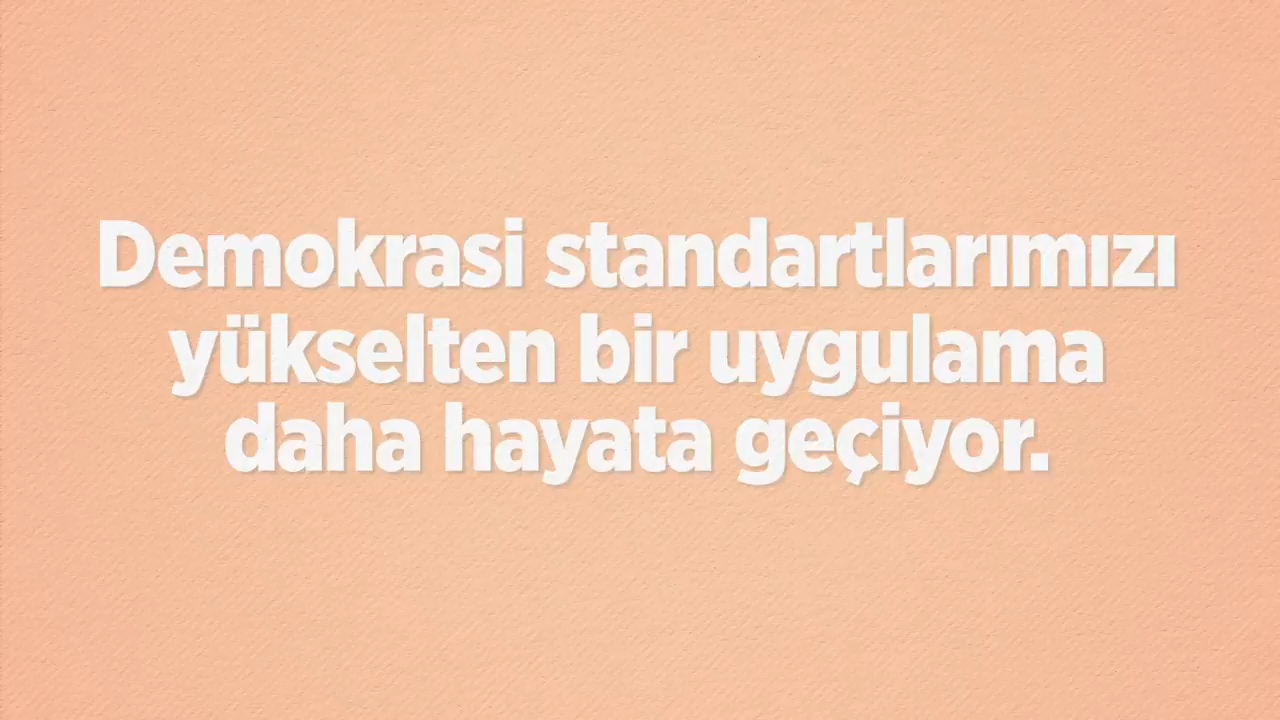 Demokrasi standartlarımızı
yükselten bir uygulama
daha hayata geçiyor.